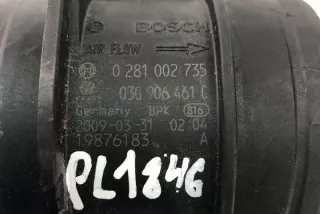 BOSCH
AIR FLOW
0 281 002 735
03G 906 461 C
Germany BPK 816
2009-03-31 02:04
19876183 A
PL184G